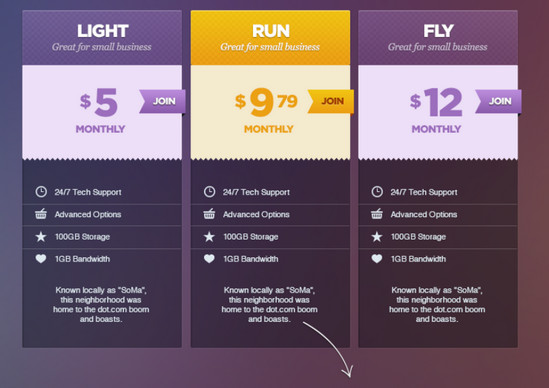 LIGHT
Great for small business
$5
JOIN
MONTHLY
24/7 Tech Support
Advanced Options
100GB Storage
1GB Bandwidth
Known locally as "SoMa",
this neighborhood was
home to the dot.com boom
and boasts.
RUN
Great for small business
$9 79
JOIN
MONTHLY
24/7 Tech Support
Advanced Options
100GB Storage
1GB Bandwidth
Known locally as "SoMa",
this neighborhood was
home to the dot.com boom
and boasts.
FLY
Great for small business
$12
JOIN
MONTHLY
24/7 Tech Support
Advanced Options
100GB Storage
1GB Bandwidth
Known locally as "SoMa",
this neighborhood was
home to the dot.com boom
and boasts.